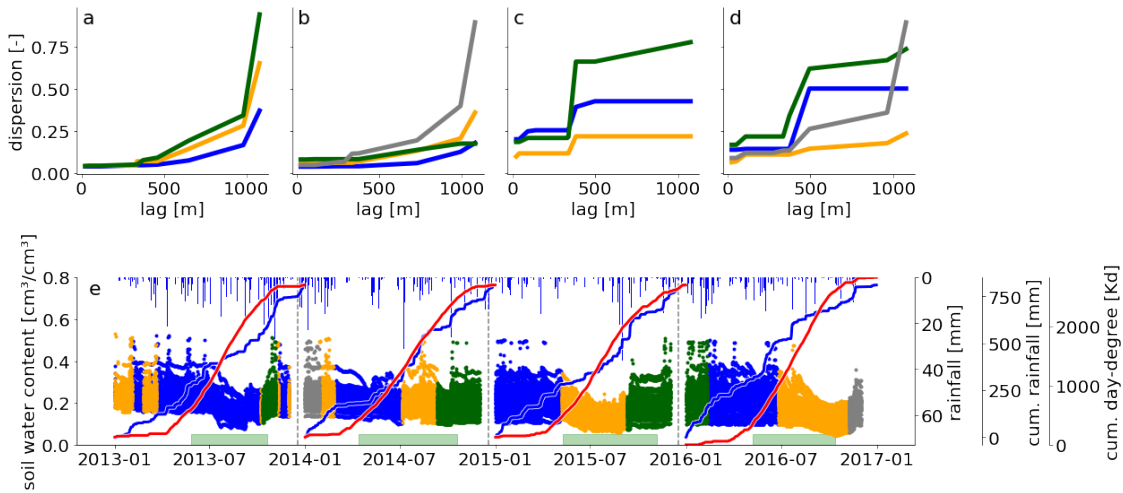 a
b
c
d
dispersion [-]
0.75
0.50
0.25
0.00
0
500
1000
0
500
1000
0
500
1000
0
500
1000
lag [m]
lag [m]
lag [m]
lag [m]
e
soil water content [cm³/cm³]
0.8
0.6
0.4
0.2
0.0
2013-01
2013-07
2014-01
2014-07
2015-01
2015-07
2016-01
2016-07
2017-01
0
20
40
60
rainfall [mm]
750
500
250
0
cum. rainfall [mm]
2000
1000
0
cum. day-degree [Kd]